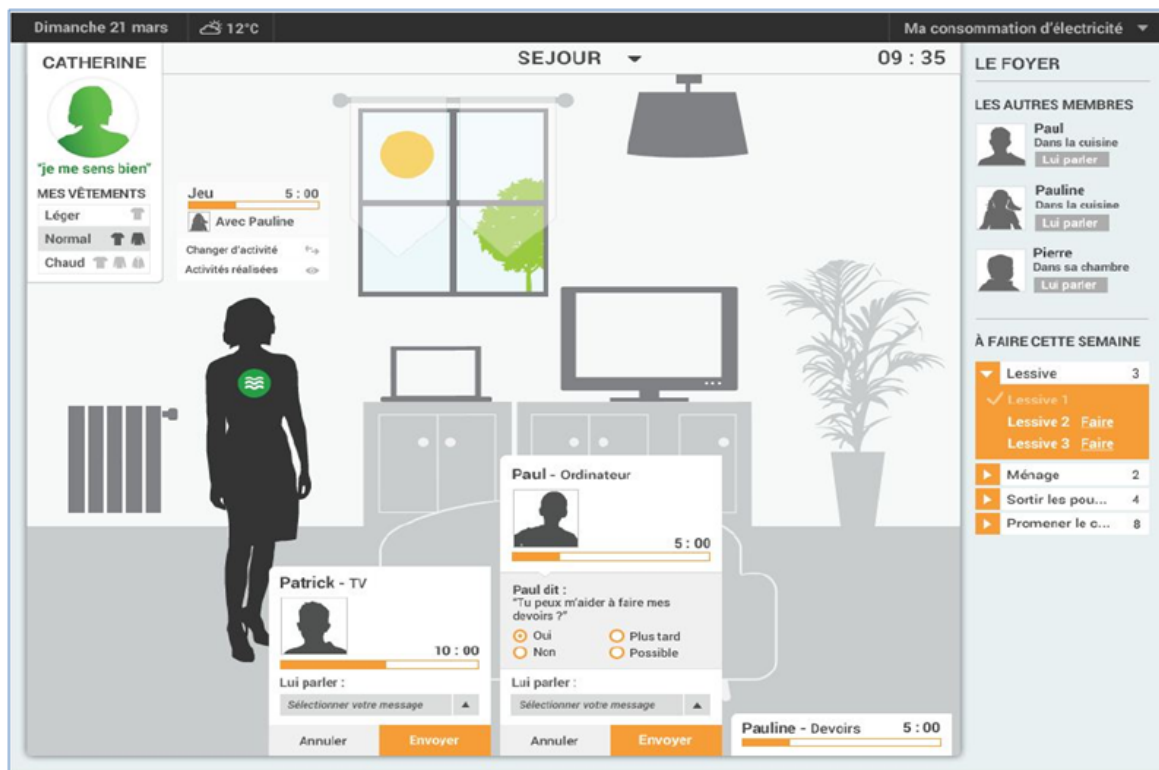 Dimanche 21 mars
12°C
Ma consommation d'électricité
CATHERINE
"je me sens bien"
MES VÊTEMENTS
Léger
Normal
Chaud
SEJOUR
09 : 35
Jeu 5 : 00
Avec Pauline
Changer d'activité
Activités réalisées
Patrick - TV
10 : 00
Lui parler :
Sélectionner votre message
Annuler Envoyer
Paul - Ordinateur
5 : 00
Paul dit :
"Tu peux m'aider à faire mes
devoirs ?"
Oui Plus tard
Non Possible
Lui parler :
Sélectionner votre message
Annuler Envoyer
Pauline - Devoirs 5 : 00
LE FOYER
LES AUTRES MEMBRES
Paul
Dans la cuisine
Lui parler
Pauline
Dans la cuisine
Lui parler
Pierre
Dans sa chambre
Lui parler
À FAIRE CETTE SEMAINE
Lessive 3
Lessive 1
Lessive 2 Faire
Lessive 3 Faire
Ménage 2
Sortir les pou... 4
Promener le c... 8